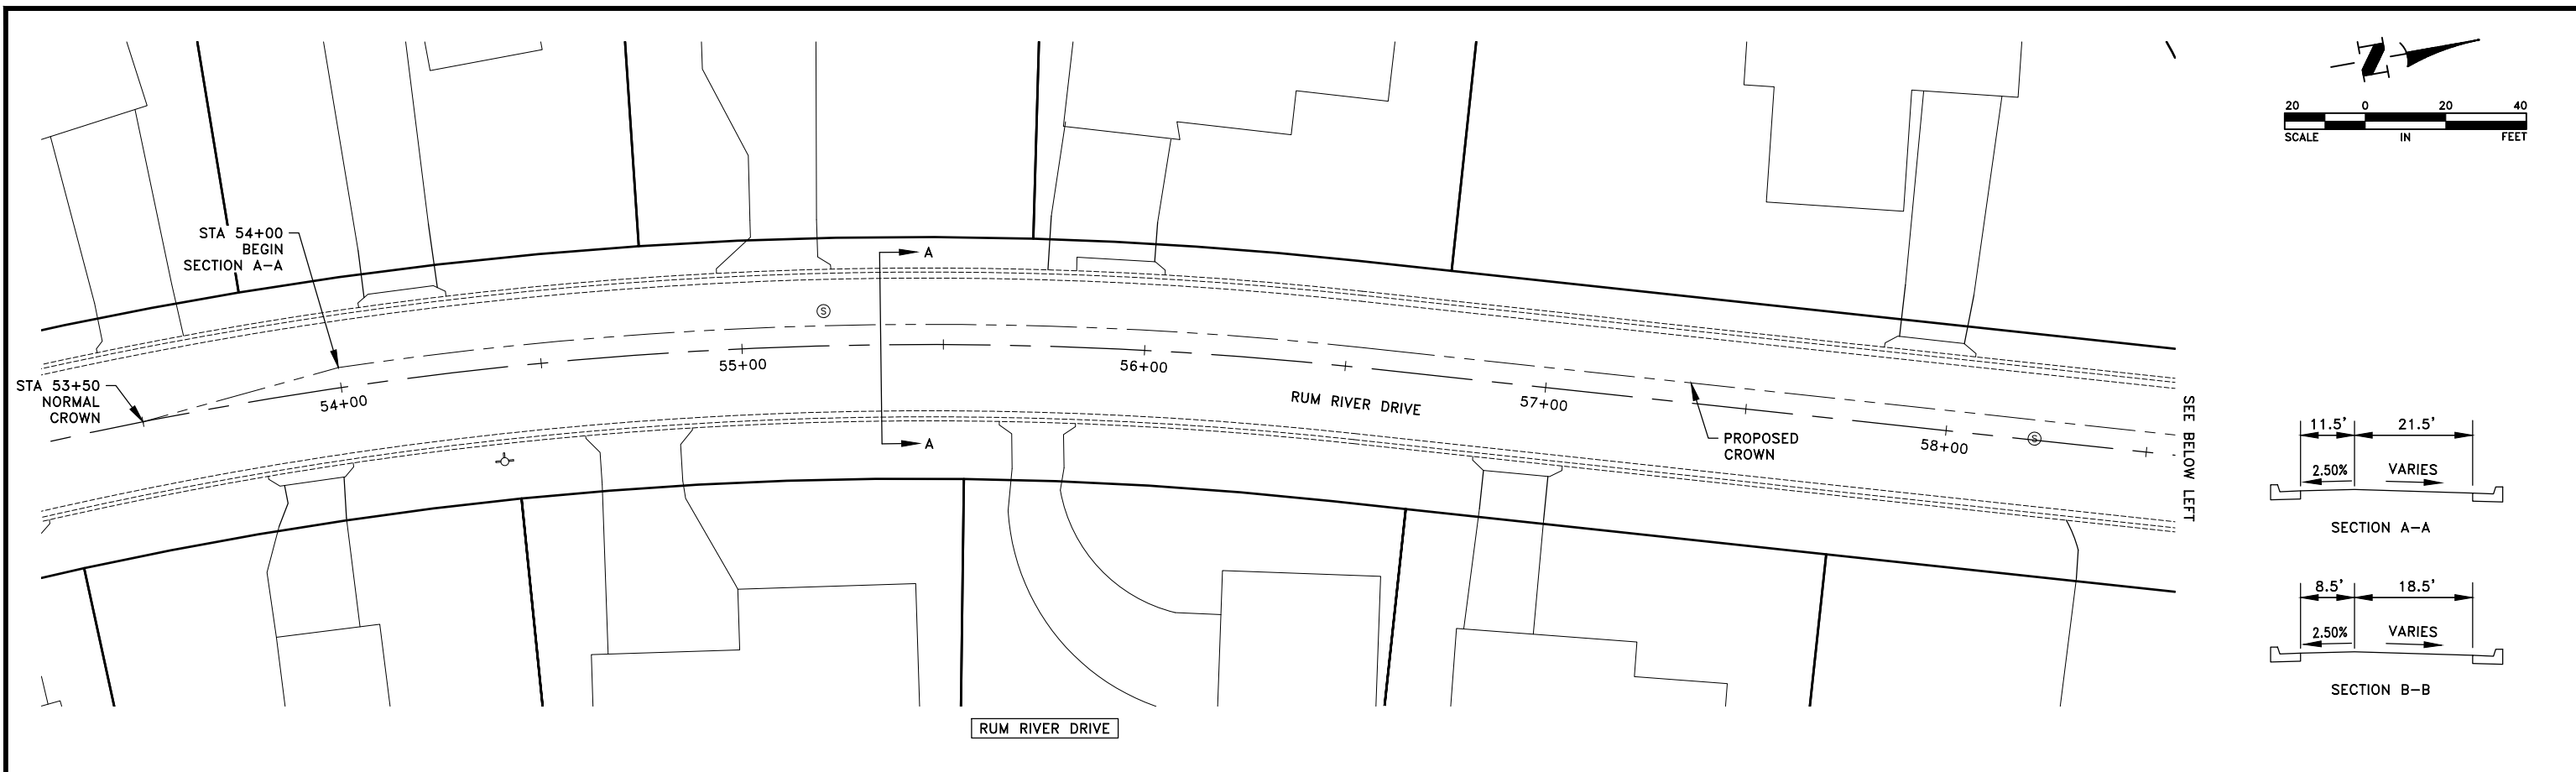 N
20 0 20 40
SCALE IN FEET
STA 54+00
BEGIN
SECTION A-A
STA 53+50
NORMAL
CROWN
54+00
S
55+00
A
A
56+00
RUM RIVER DRIVE
57+00
PROPOSED
CROWN
58+00
S
SEE BELOW LEFT
11.5' 21.5'
2.50% VARIES
SECTION A-A
8.5' 18.5'
2.50% VARIES
SECTION B-B
RUM RIVER DRIVE